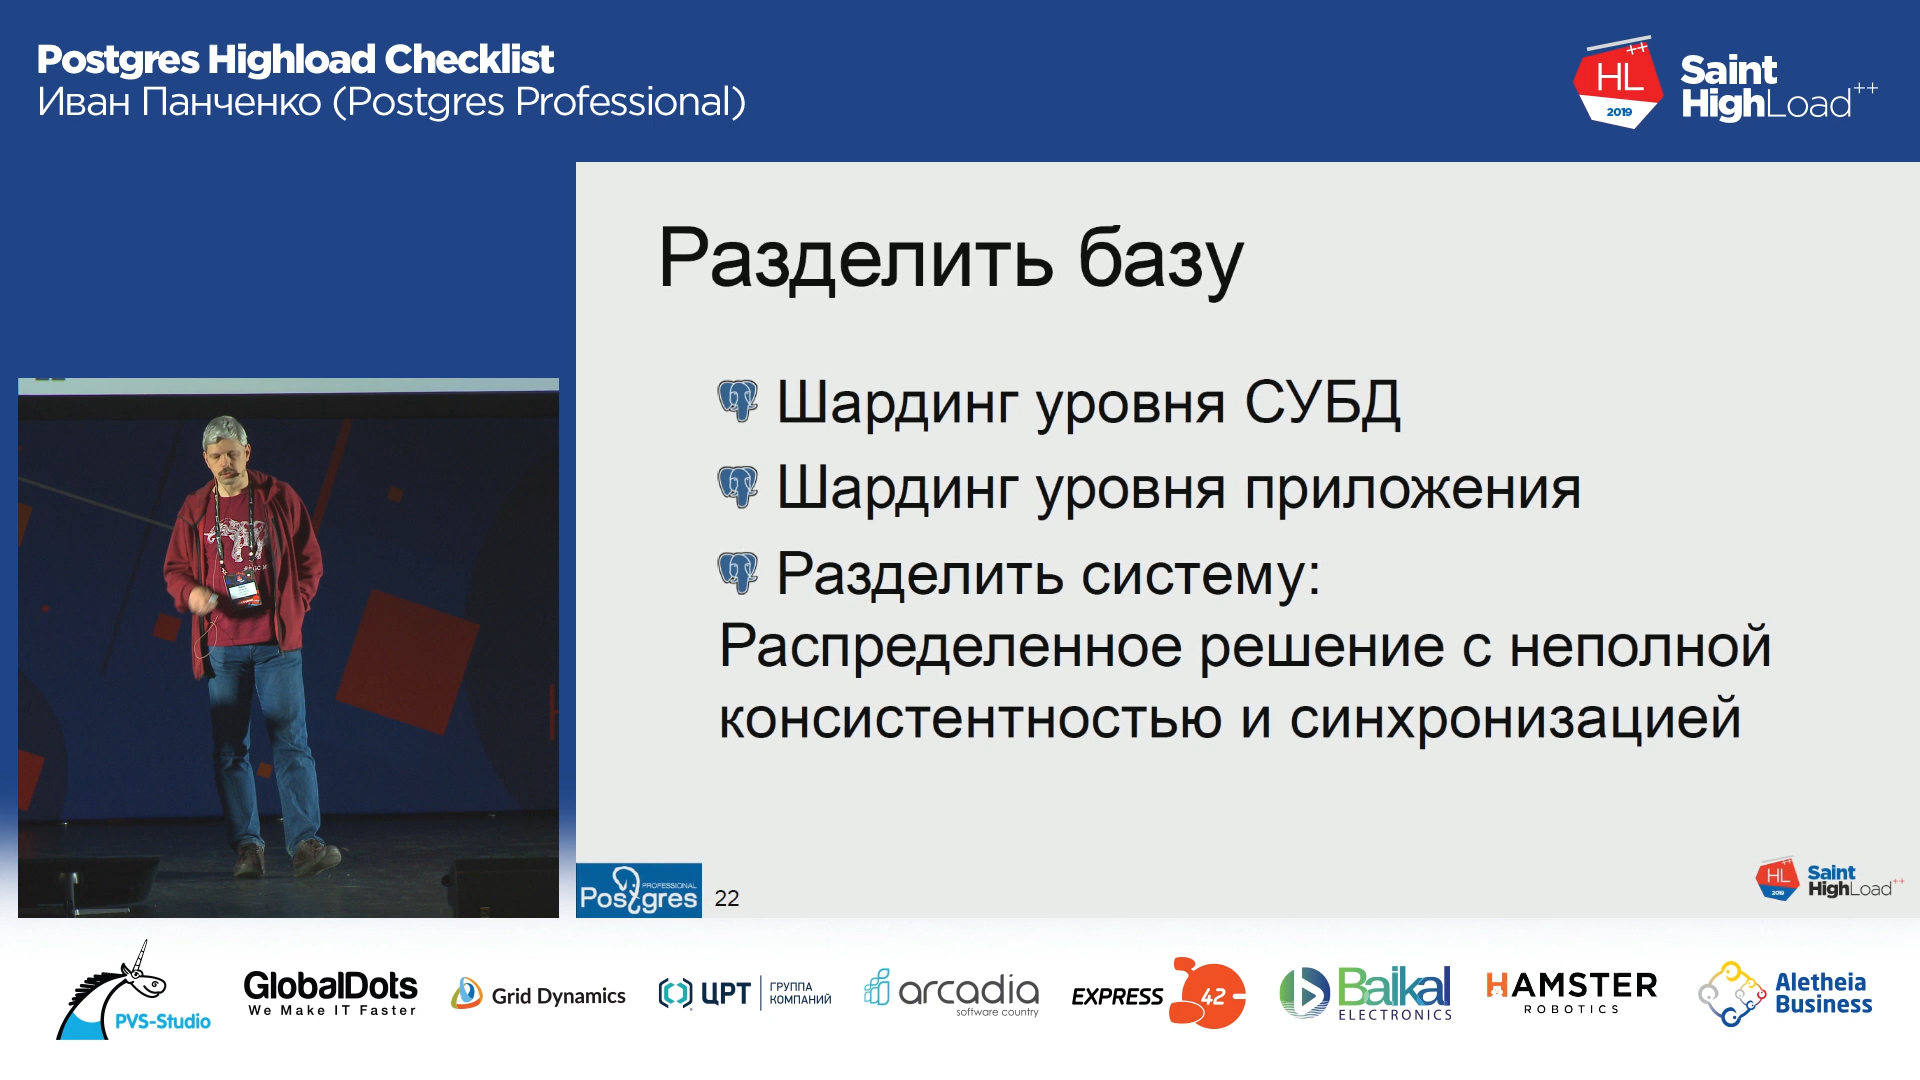 Postgres Highload Checklist
Иван Панченко (Postgres Professional)
HL++
2019
Saint
HighLoad++
Разделить базу
Шардинг уровня СУБД
Шардинг уровня приложения
Разделить систему:
Распределенное решение с неполной
консистентностью и синхронизацией
PROFESSIONAL
Postgres
22
HL
2019
Saint
HighLoad++
PVS-Studio
GlobalDots
We Make IT Faster
Grid Dynamics
ЦРТ
ГРУППА
КОМПАНИЙ
arcadia
software country
EXPRESS 42
Baikal
ELECTRONICS
HAMSTER
ROBOTICS
Aletheia
Business